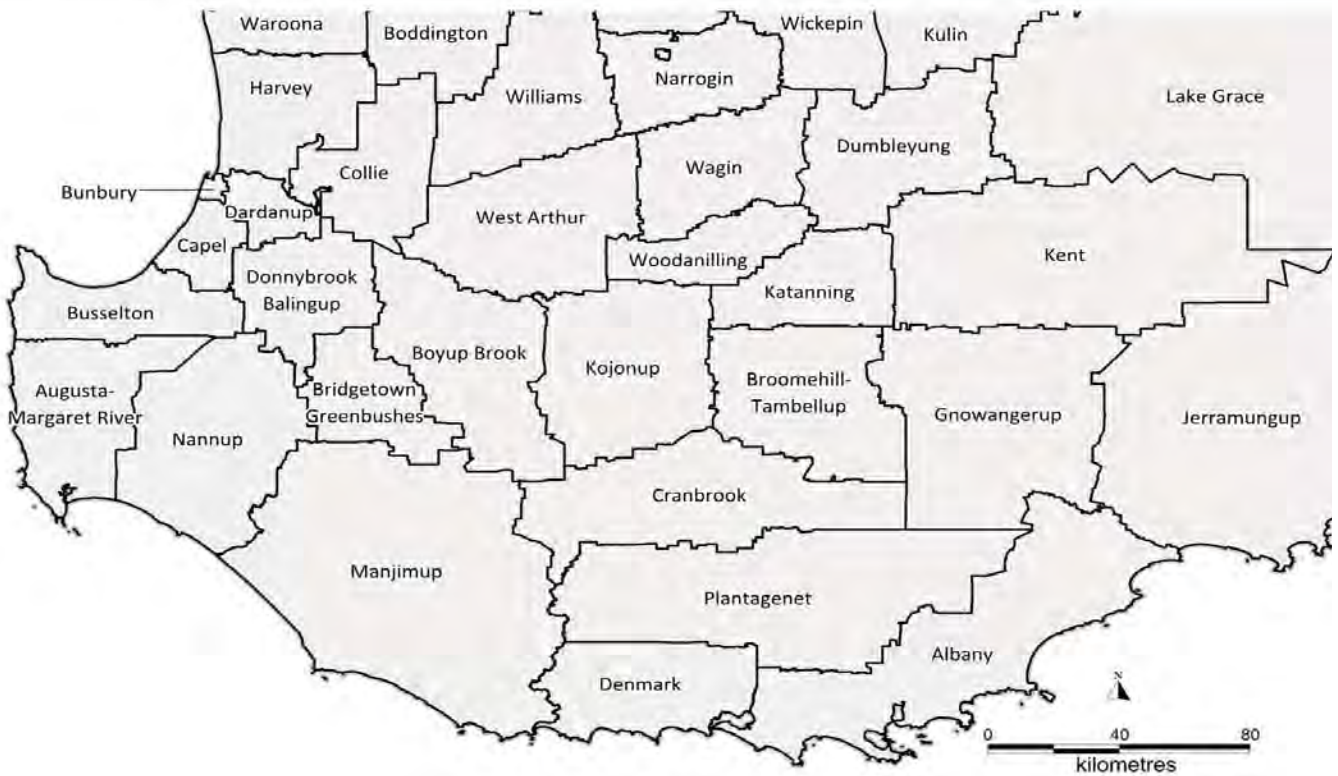 Waroona
Boddington
Wickepin
Kulin
Harvey
Williams
Narrogin
Lake Grace
Collie
Wagin
Dumbleyung
Bunbury
Dardanup
West Arthur
Capel
Woodanilling
Kent
Donnybrook
Balingup
Katanning
Busselton
Boyup Brook
Kojonup
Broomehill-
Tambellup
Augusta-
Margaret River
Bridgetown
Greenbushes
Gnowangerup
Jerramungup
Nannup
Cranbrook
Manjimup
Plantagenet
Albany
Denmark
N
0 40 80
kilometres